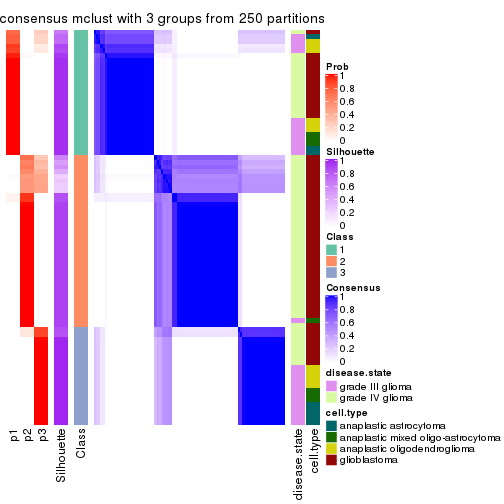 consensus mclust with 3 groups from 250 partitions
Prob
1
0.8
0.6
0.4
0.2
0
Silhouette
1
0.8
0.6
0.4
0.2
0
Class
1
2
3
Consensus
1
0.8
0.6
0.4
0.2
0
disease.state
grade III glioma
grade IV glioma
cell.type
anaplastic astrocytoma
anaplastic mixed oligo-astrocytoma
anaplastic oligodendroglioma
glioblastoma
p1
p2
p3
Silhouette
Class
disease.state
cell.type